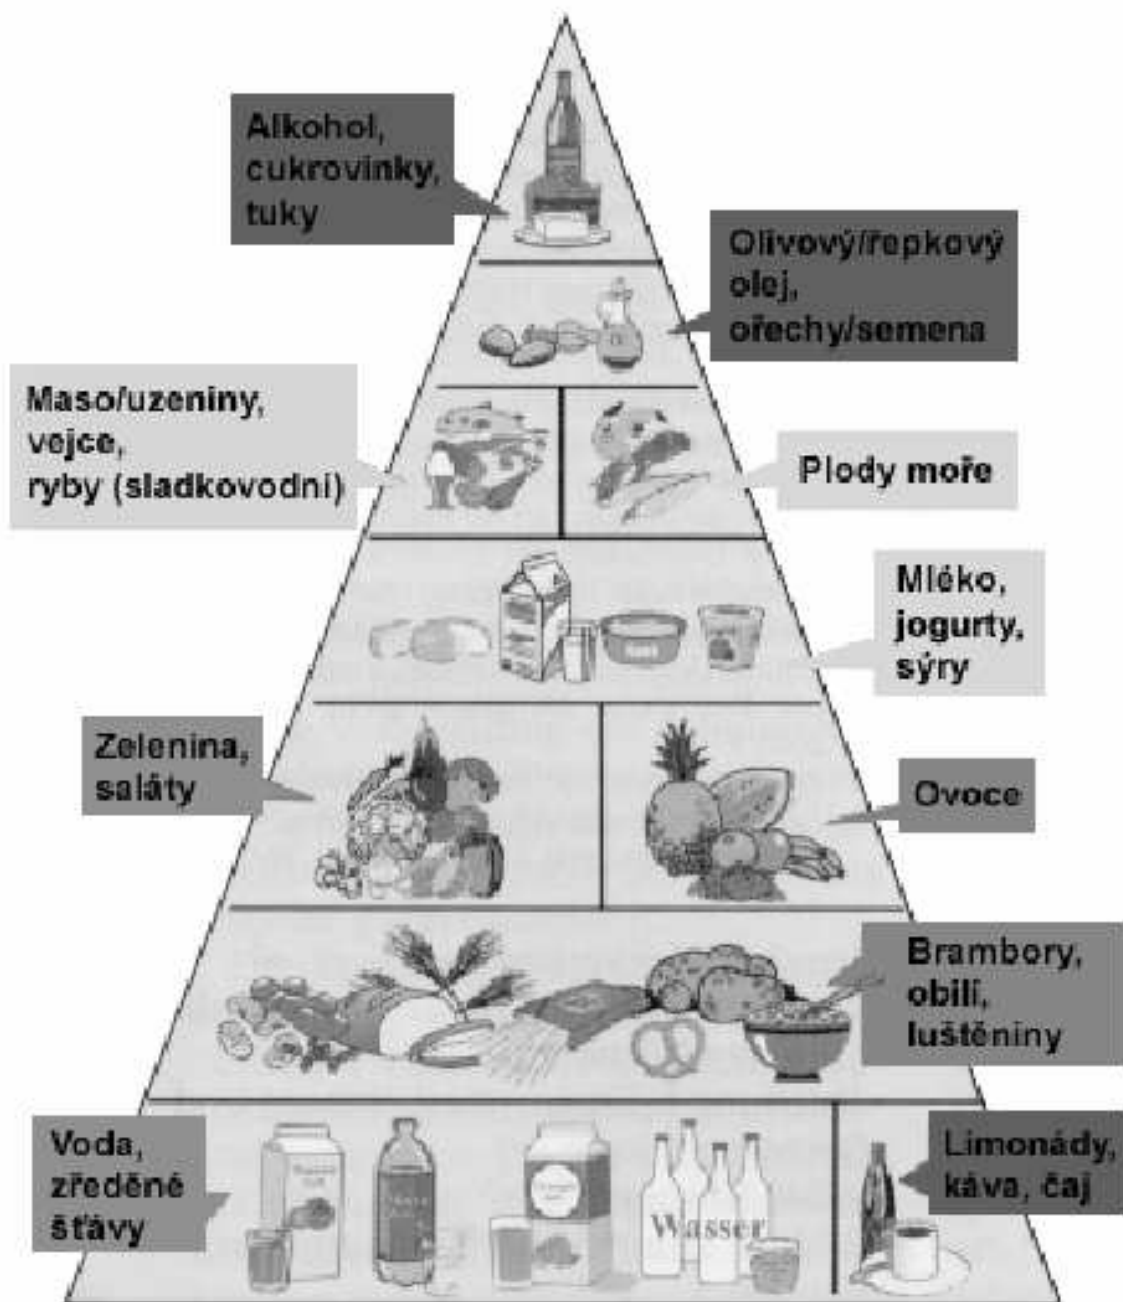 Alkohol,
cukrovinky,
tuky
Olivový/řepkový
olej,
ořechy/semena
Maso/uzeniny,
vejce,
ryby (sladkovodní)
Plody moře
Mléko,
jogurty,
sýry
Zelenina,
saláty
Ovoce
Brambory,
obilí,
luštěniny
Voda,
zředěné
šťávy
Wasser
Limonády,
káva, čaj